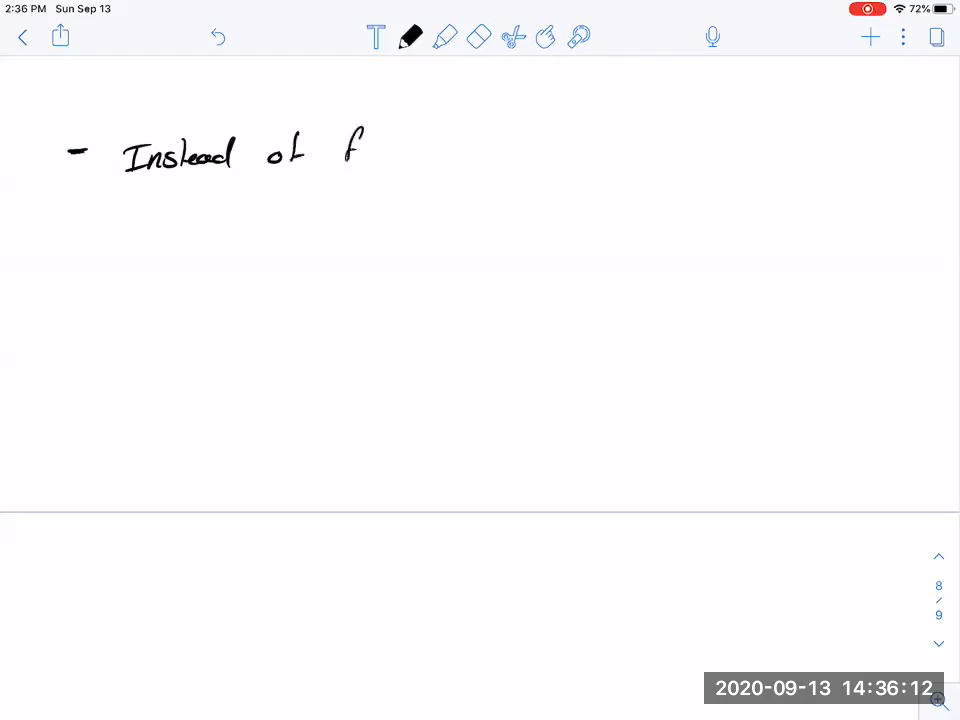 2:36 PM Sun Sep 13
72%
T
- Instead of f
8
/
9
2020-09-13 14:36:12